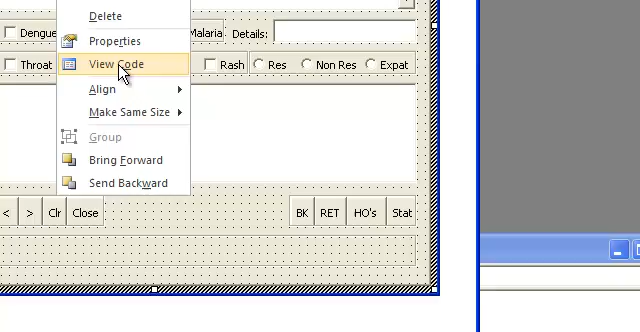 Delete
Dengue
Malaria
Details:
Properties
View Code
Throat
Rash
Res
Non Res
Expat
Align
Make Same Size
Group
Bring Forward
Send Backward
<
>
Clr
Close
BK
RET
HO's
Stat